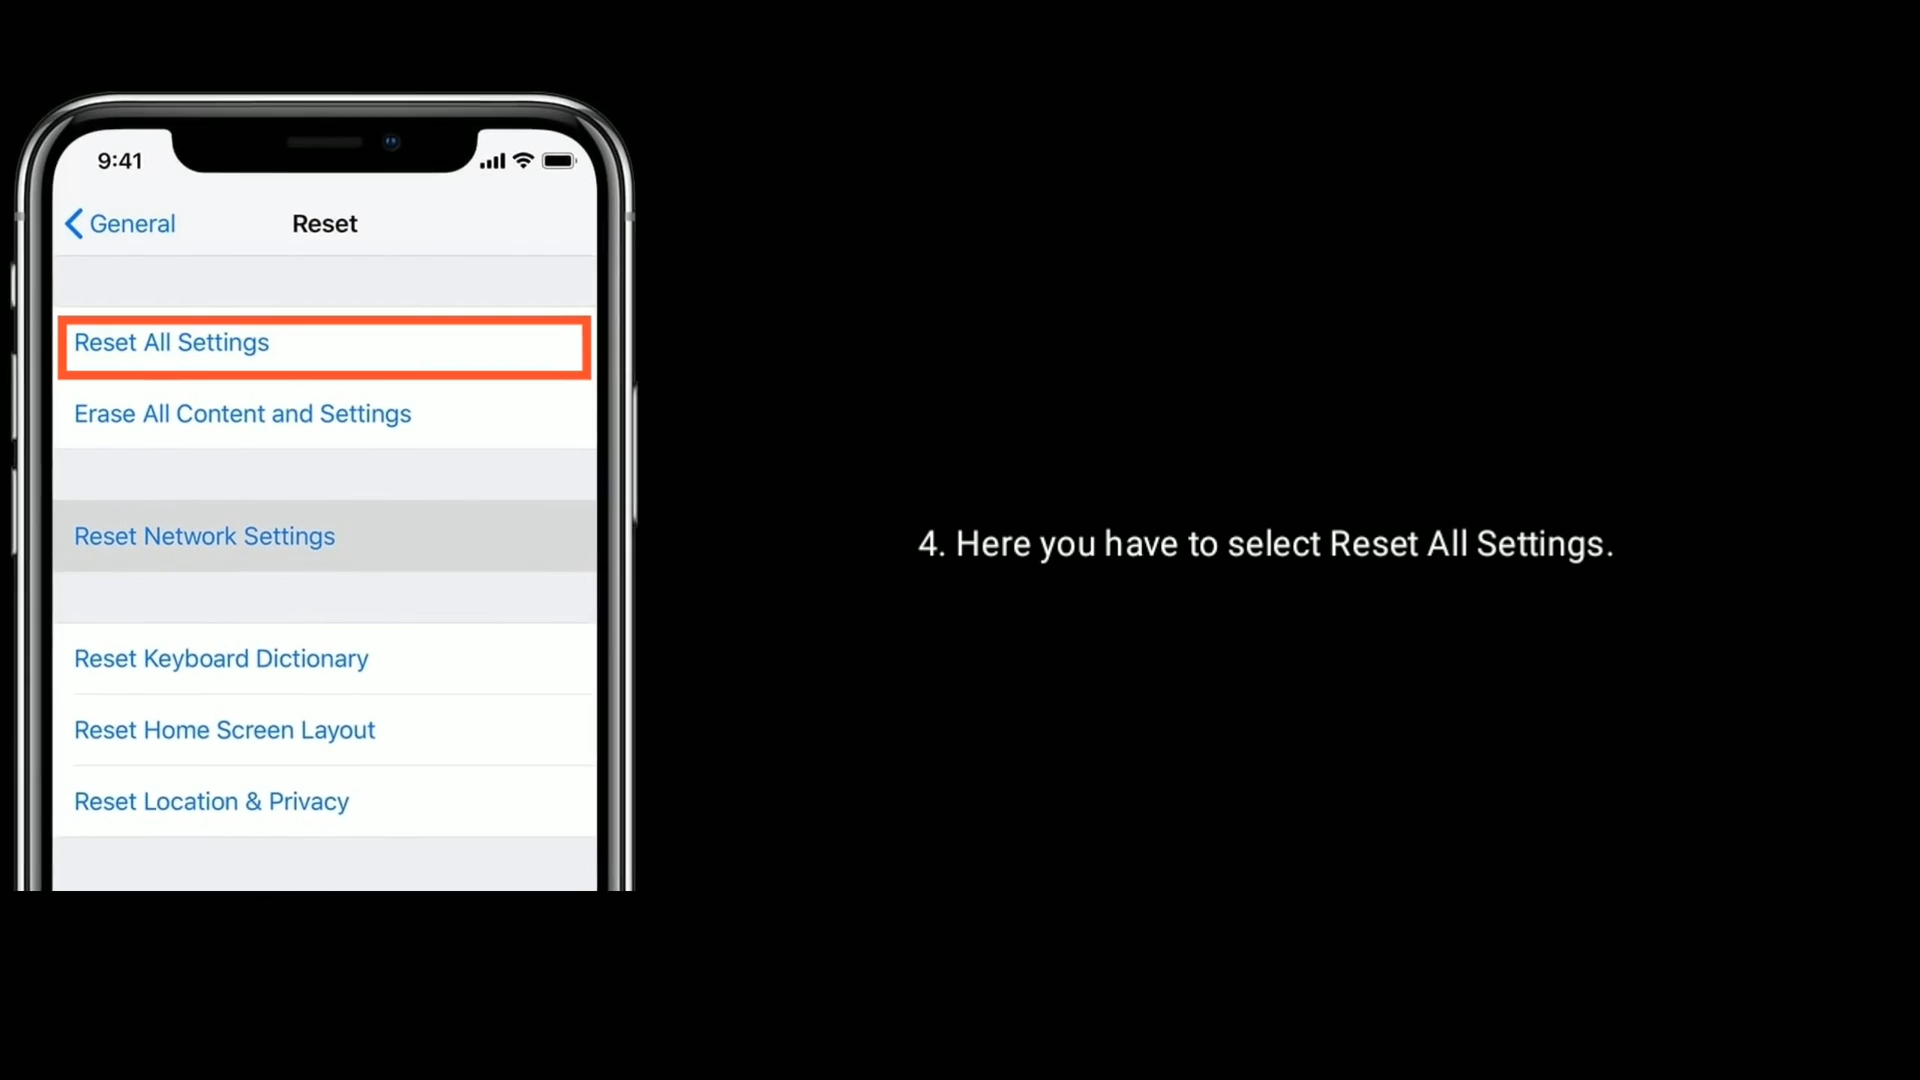 9:41
General
Reset
Reset All Settings
Erase All Content and Settings
Reset Network Settings
Reset Keyboard Dictionary
Reset Home Screen Layout
Reset Location & Privacy
4. Here you have to select Reset All Settings.